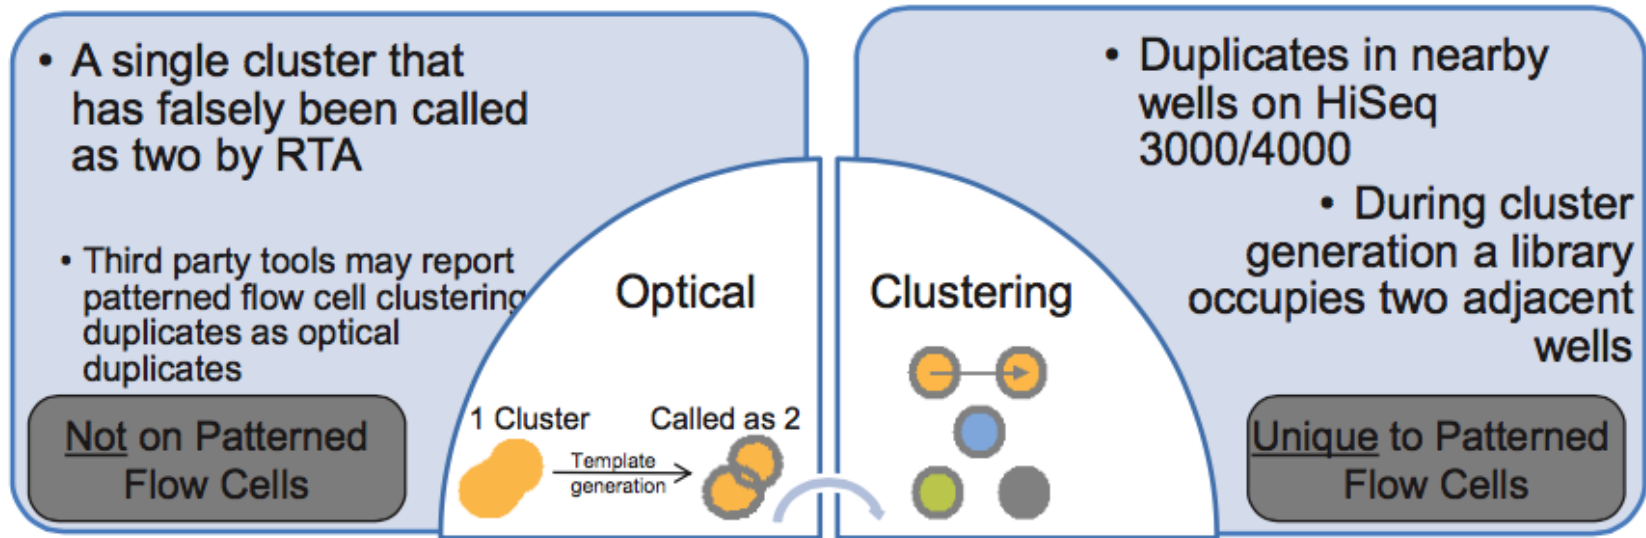 • A single cluster that
has falsely been called
as two by RTA
• Third party tools may report
patterned flow cell clustering
duplicates as optical
duplicates
Not on Patterned
Flow Cells
Optical
1 Cluster
Called as 2
Template
generation
Clustering
• Duplicates in nearby
wells on HiSeq
3000/4000
• During cluster
generation a library
occupies two adjacent
wells
Unique to Patterned
Flow Cells